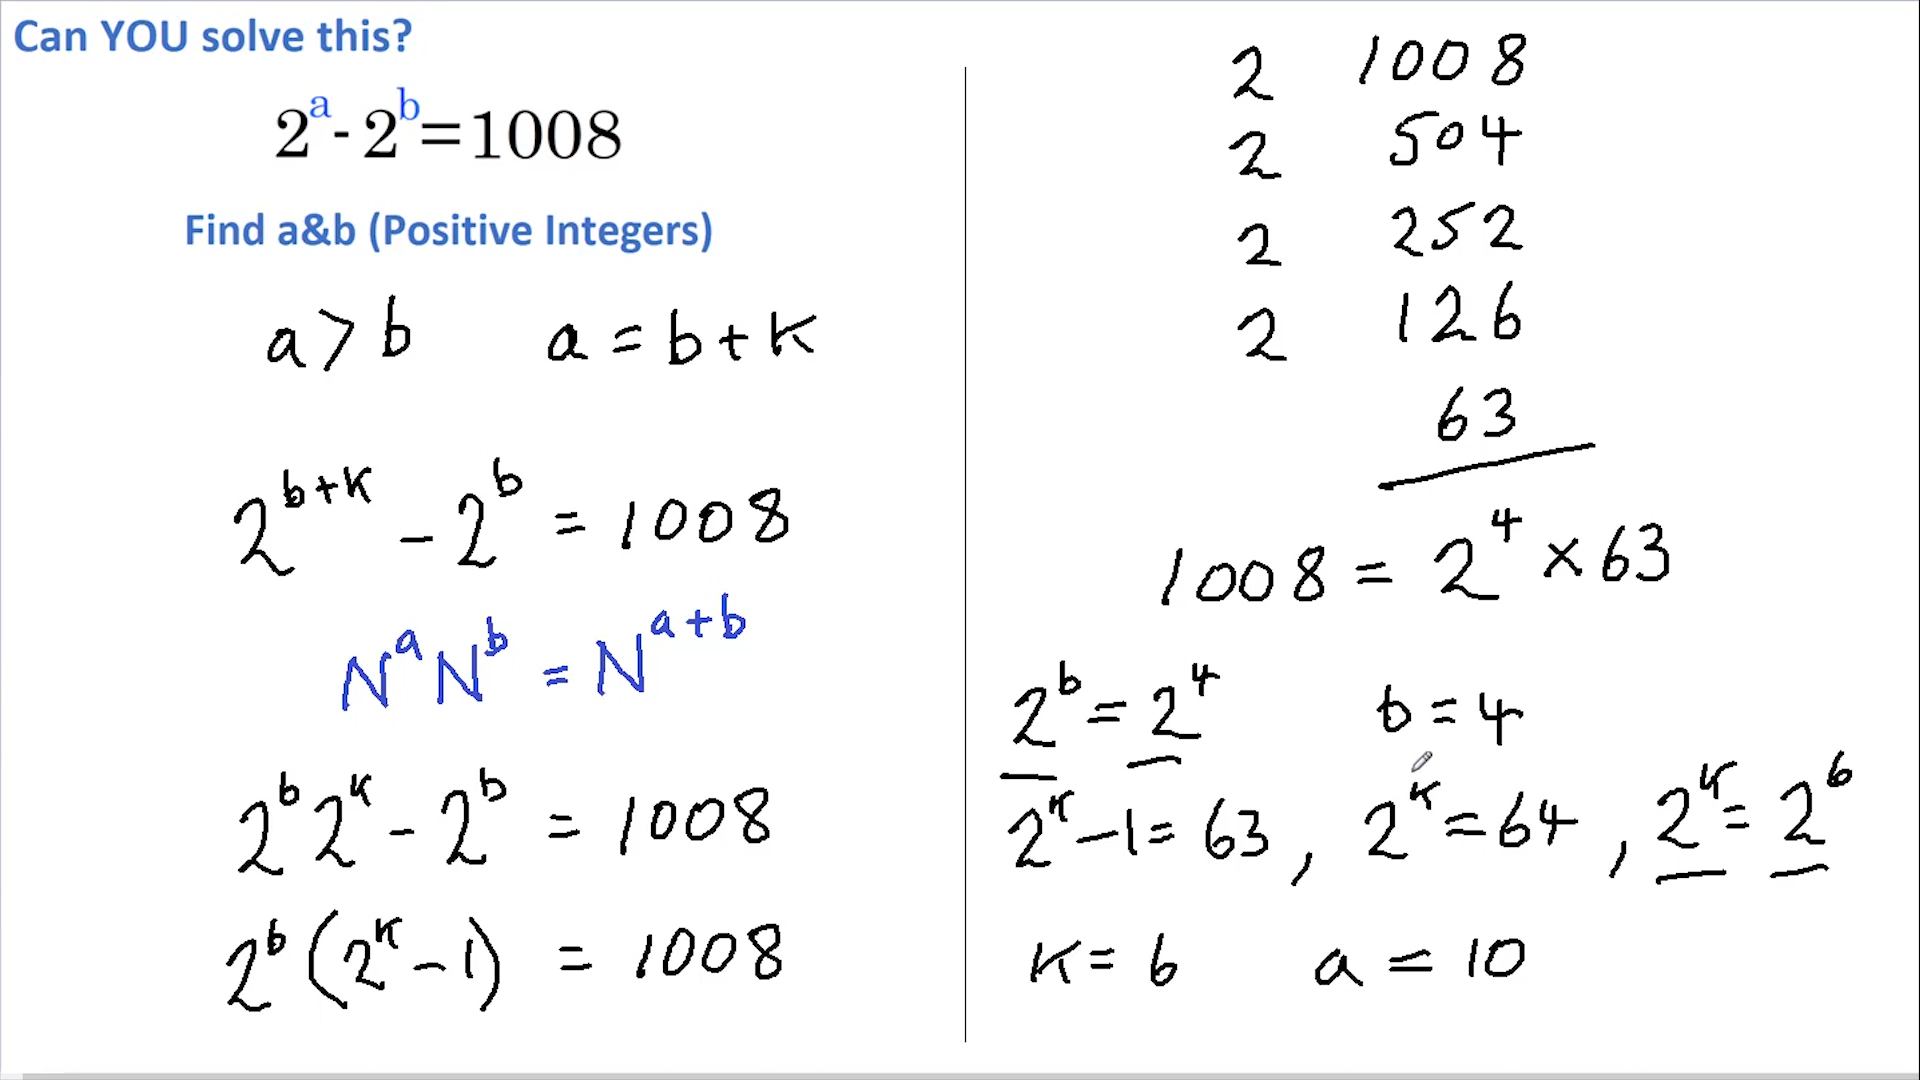 Can YOU solve this?
2^a - 2^b = 1008
Find a&b (Positive Integers)
a > b a = b + k
2^{b+k} - 2^b = 1008
N^a N^b = N^{a+b}
2^b 2^k - 2^b = 1008
2^b (2^k - 1) = 1008
2 1008
2 504
2 252
2 126
63
1008 = 2^4 × 63
2^b = 2^4 b = 4
2^k - 1 = 63 , 2^k = 64 , 2^k = 2^6
k = 6 a = 10